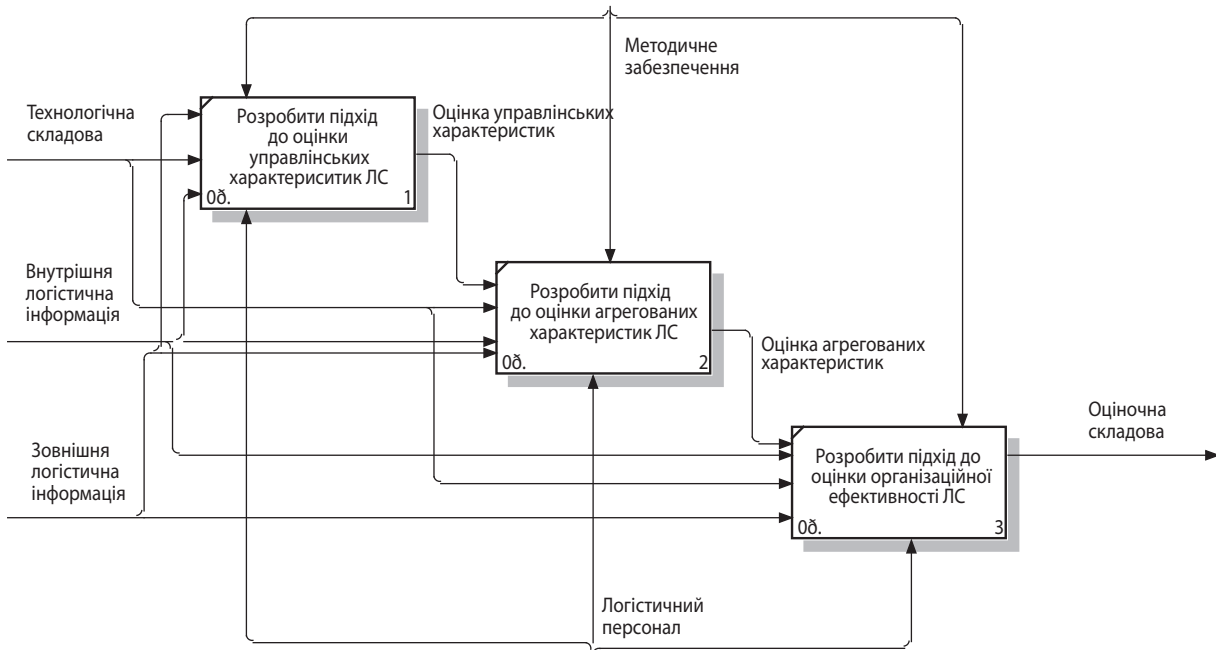 Методичне
забезпечення
Технологічна
складова
Розробити підхід
до оцінки
управлінських
характериситик ЛС
0ð.
1
Оцінка управлінських
характеристик
Внутрішня
логістична
інформація
Розробити підхід
до оцінки агрегованих
характеристик ЛС
0ð.
2
Оцінка агрегованих
характеристик
Зовнішня
логістична
інформація
Розробити підхід до
оцінки організаційної
ефективності ЛС
0ð.
3
Оціночна
складова
Логістичний
персонал